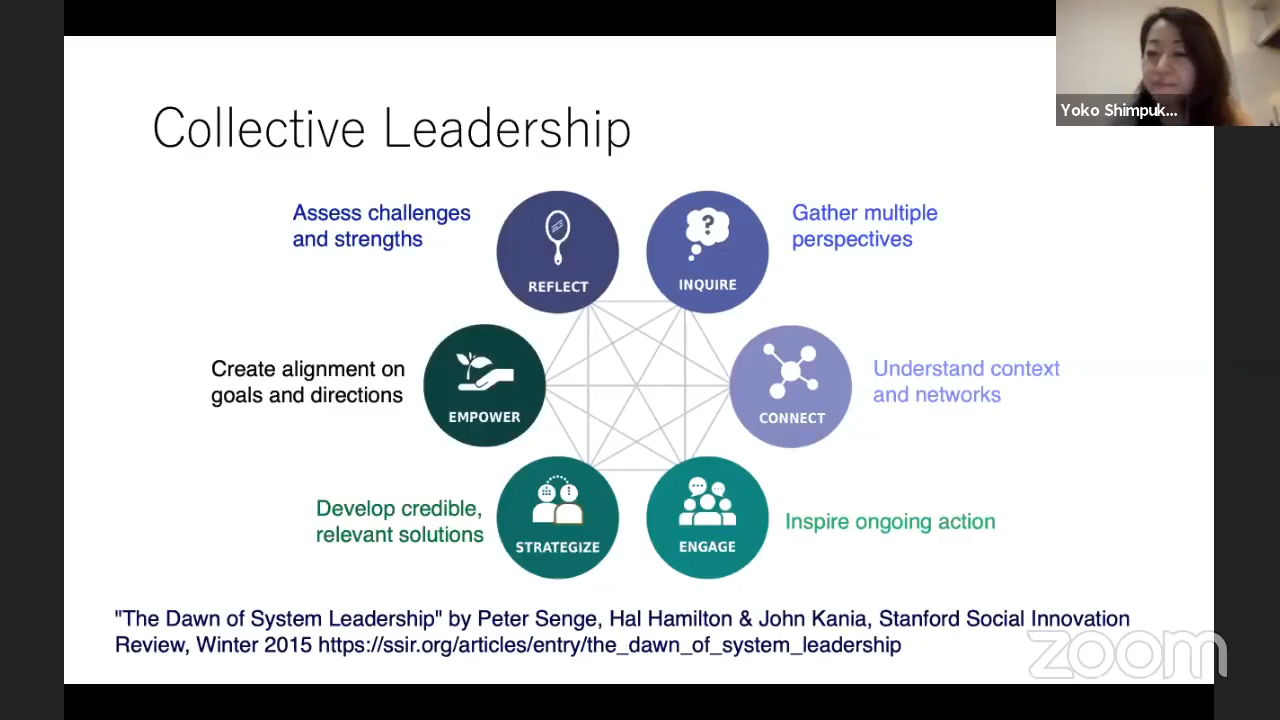 Yoko Shimpuk...
Collective Leadership
Assess challenges
and strengths
REFLECT
INQUIRE
Gather multiple
perspectives
Create alignment on
goals and directions
EMPOWER
CONNECT
Understand context
and networks
Develop credible,
relevant solutions
STRATEGIZE
ENGAGE
Inspire ongoing action
"The Dawn of System Leadership" by Peter Senge, Hal Hamilton & John Kania, Stanford Social Innovation
Review, Winter 2015 https://ssir.org/articles/entry/the_dawn_of_system_leadership
zoom